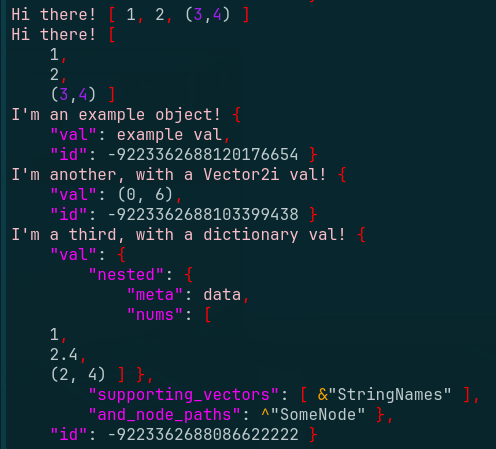 Hi there! [ 1, 2, (3,4) ]
Hi there! [
    1,
    2,
    (3,4) ]
I'm an example object! {
    "val": example val,
    "id": -9223362688120176654 }
I'm another, with a Vector2i val! {
    "val": (0, 6),
    "id": -9223362688103399438 }
I'm a third, with a dictionary val! {
    "val": {
        "nested": {
            "meta": data,
            "nums": [
    1,
    2.4,
    (2, 4) ] },
        "supporting_vectors": [ &"StringNames" ],
        "and_node_paths": ^"SomeNode" },
    "id": -9223362688086622222 }